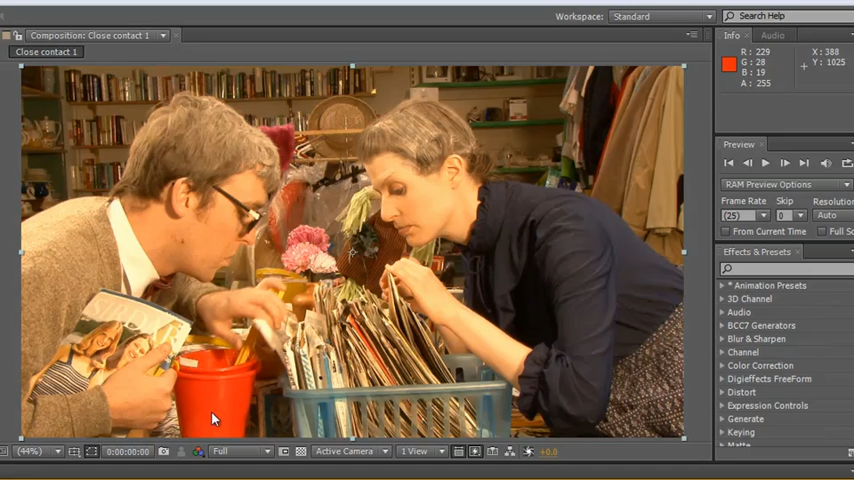 Workspace: Standard
Search Help
Composition: Close contact 1
Close contact 1
Info
Audio
R : 229
G : 28
B : 19
A : 255
X : 388
Y : 1025
Preview
RAM Preview Options
Frame Rate
Skip
Resolution
(25)
0
Auto
From Current Time
Full Sc
Effects & Presets
* Animation Presets
3D Channel
Audio
BCC7 Generators
Blur & Sharpen
Channel
Color Correction
Digieffects FreeForm
Distort
Expression Controls
Generate
Keying
Matte
(44%)
0:00:00:00
Full
Active Camera
1 View
+0.0